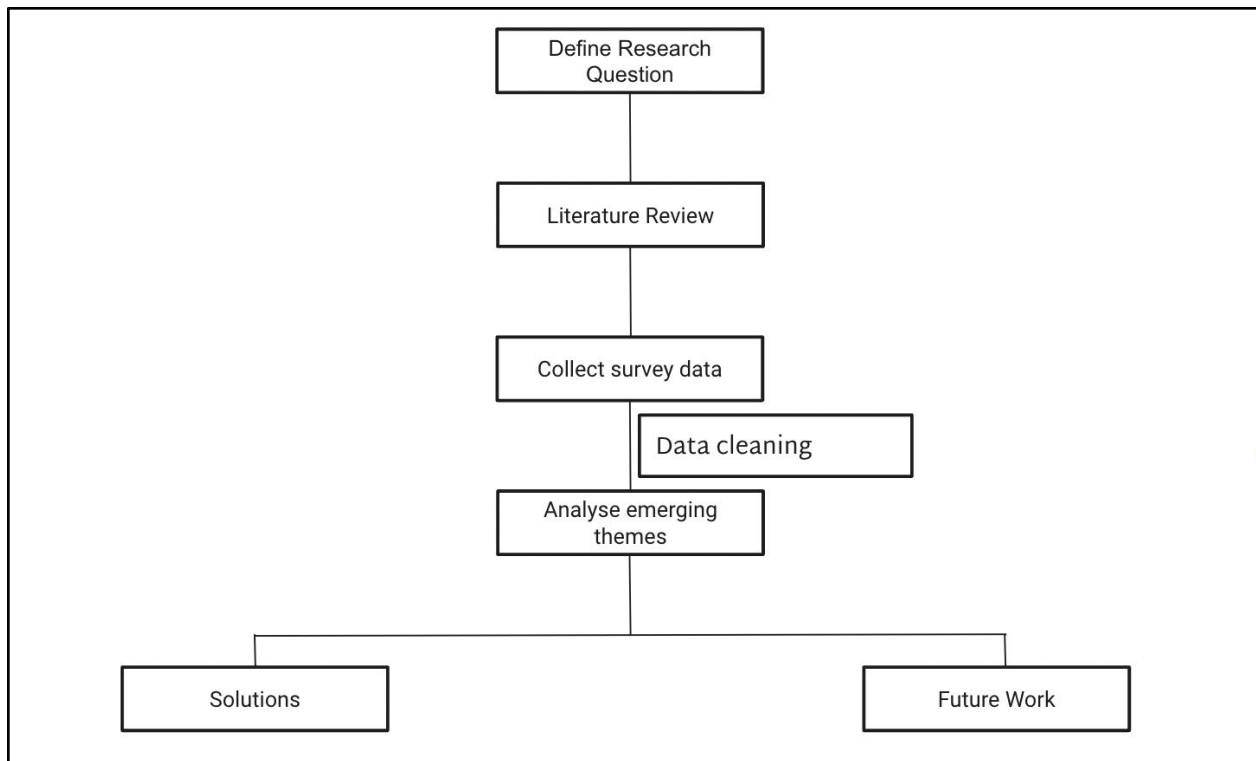 Define Research
Question
Literature Review
Collect survey data
Data cleaning
Analyse emerging
themes
Solutions
Future Work